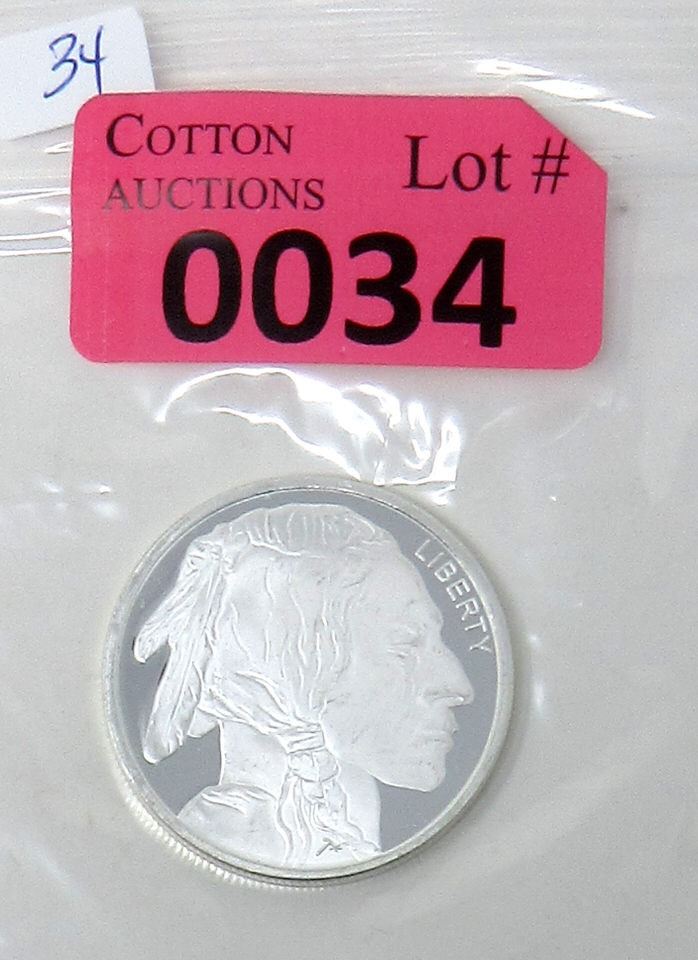 34
COTTON
AUCTIONS
Lot #
0034
LIBERTY